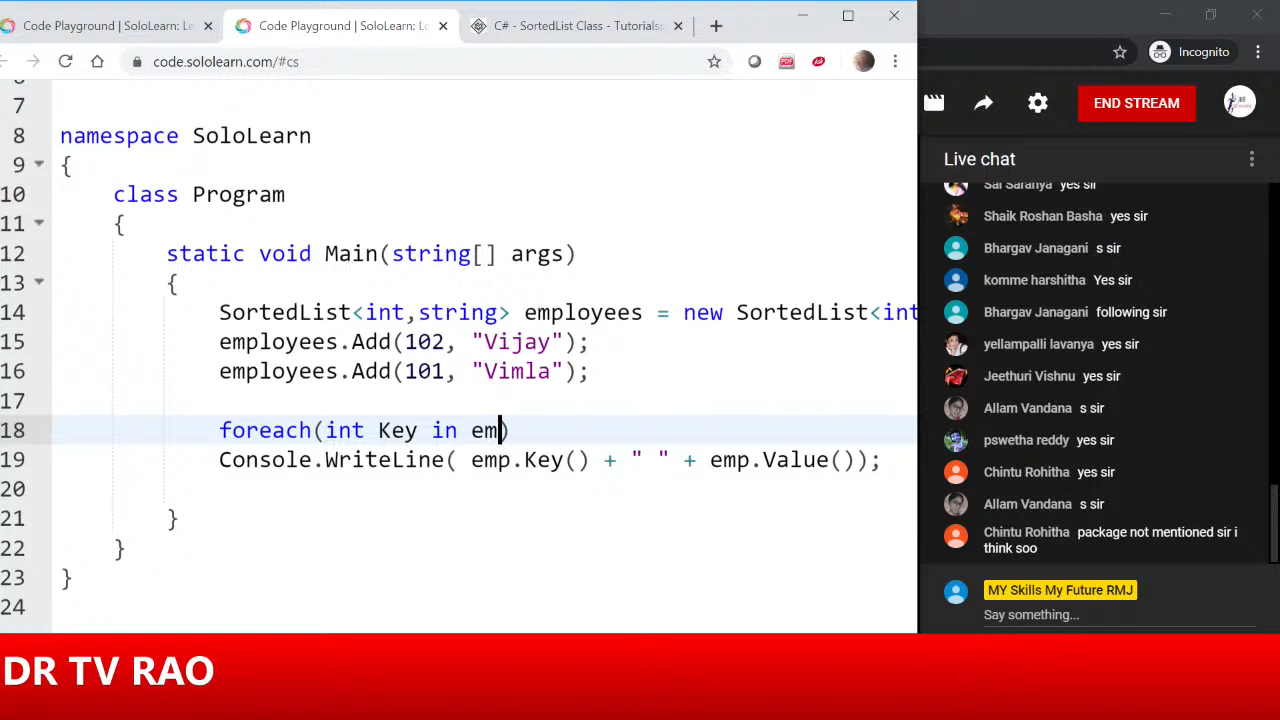 Code Playground | SoloLearn: Le
Code Playground | SoloLearn: Le
C# - SortedList Class - Tutorials
code.sololearn.com/#cs
PDF
Ask
Incognito
END STREAM
Live chat
7
8 namespace SoloLearn
9 {
10 class Program
11 {
12 static void Main(string[] args)
13 {
14 SortedList<int,string> employees = new SortedList<int
15 employees.Add(102, "Vijay");
16 employees.Add(101, "Vimla");
17
18 foreach(int Key in em)
19 Console.WriteLine( emp.Key() + " " + emp.Value());
20
21 }
22 }
23 }
24
Sai Saranya yes sir
Shaik Roshan Basha yes sir
Bhargav Janagani s sir
komme harshitha Yes sir
Bhargav Janagani following sir
yellampalli lavanya yes sir
Jeethuri Vishnu yes sir
Allam Vandana s sir
pswetha reddy yes sir
Chintu Rohitha yes sir
Allam Vandana s sir
Chintu Rohitha package not mentioned sir i
think soo
MY Skills My Future RMJ
Say something...
DR TV RAO